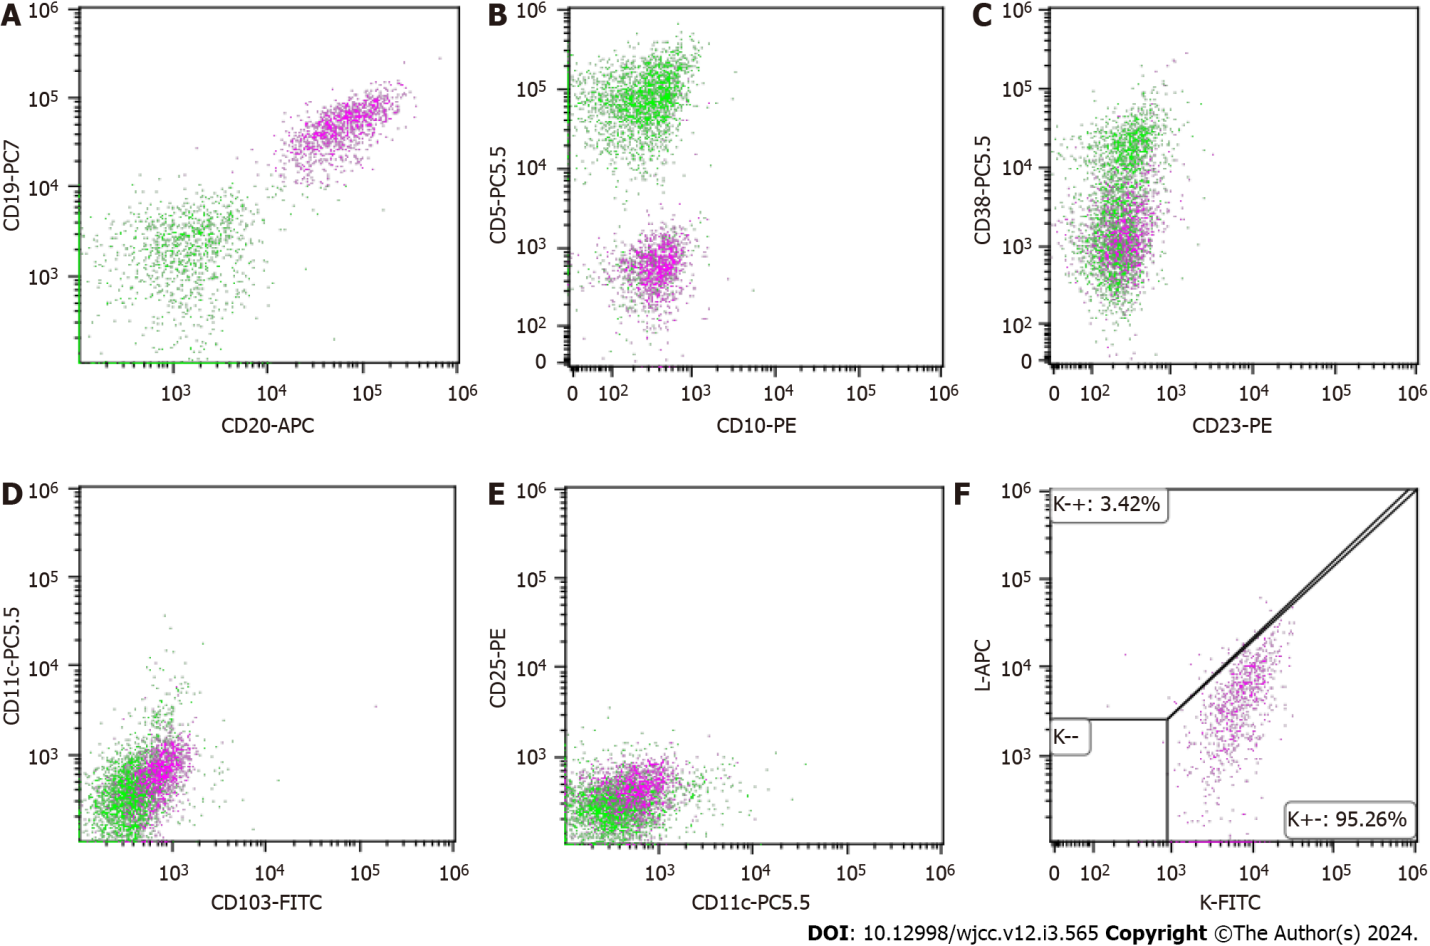 A
10⁶
10⁵
10⁴
10³
CD19-PC7
10³ 10⁴ 10⁵ 10⁶
CD20-APC
B
10⁶
10⁵
10⁴
10³
10²
0
CD5-PC5.5
0 10² 10³ 10⁴ 10⁵ 10⁶
CD10-PE
C
10⁶
10⁵
10⁴
10³
10²
0
CD38-PC5.5
0 10² 10³ 10⁴ 10⁵ 10⁶
CD23-PE
D
10⁶
10⁵
10⁴
10³
CD11c-PC5.5
10³ 10⁴ 10⁵ 10⁶
CD103-FITC
E
10⁶
10⁵
10⁴
10³
CD25-PE
10³ 10⁴ 10⁵ 10⁶
CD11c-PC5.5
F
10⁶
10⁵
10⁴
10³
L-APC
K-+: 3.42%
K--
K+-: 95.26%
0 10² 10³ 10⁴ 10⁵ 10⁶
K-FITC
DOI: 10.12998/wjcc.v12.i3.565 Copyright ©The Author(s) 2024.